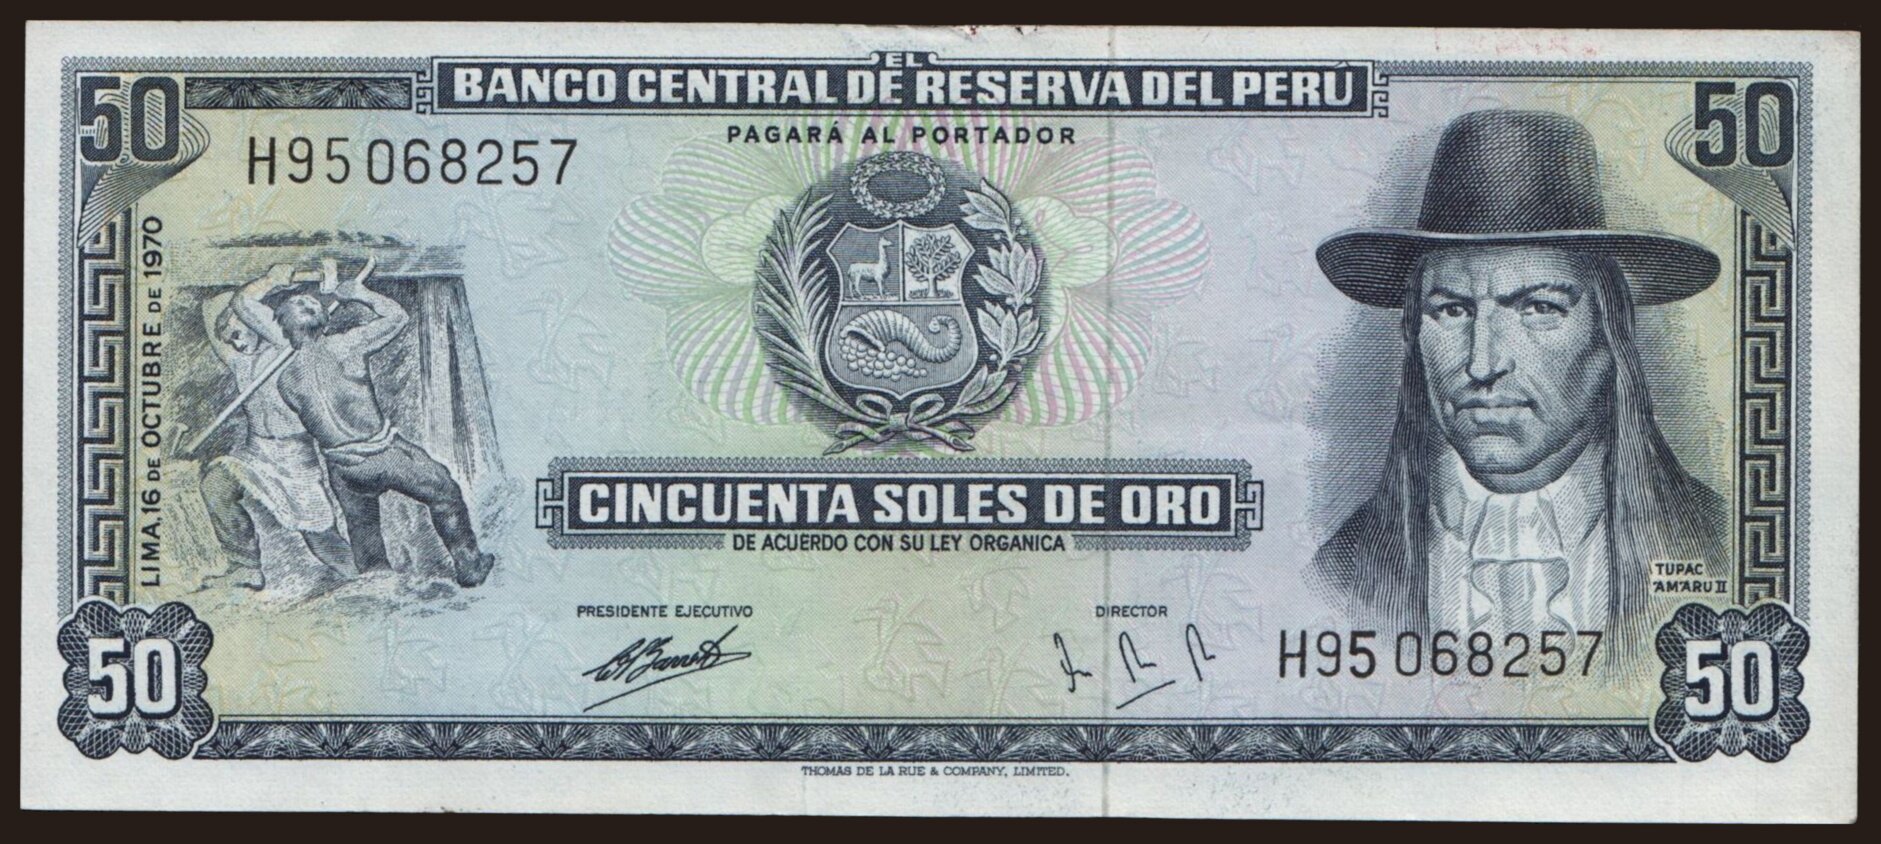 EL
BANCO CENTRAL DE RESERVA DEL PERÚ
PAGARÁ AL PORTADOR
50
50
H95068257
LIMA, 16 DE OCTUBRE DE 1970
CINCUENTA SOLES DE ORO
DE ACUERDO CON SU LEY ORGANICA
TUPAC
AMARU II
PRESIDENTE EJECUTIVO
DIRECTOR
H95068257
50
50
THOMAS DE LA RUE & COMPANY, LIMITED.